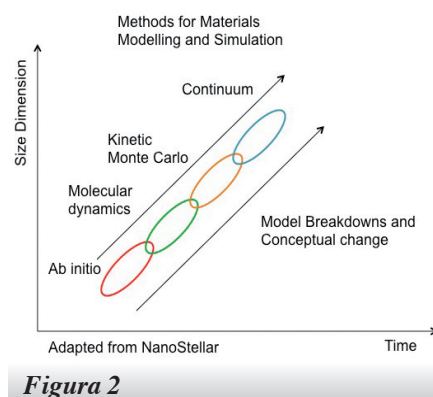 Methods for Materials
Modelling and Simulation
Size Dimension
Continuum
Kinetic
Monte Carlo
Molecular
dynamics
Ab initio
Model Breakdowns and
Conceptual change
Adapted from NanoStellar
Time
Figura 2